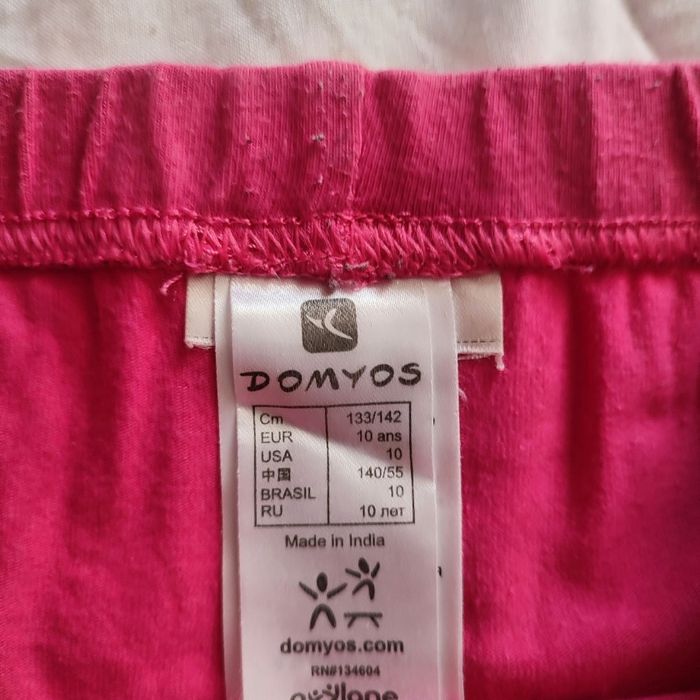 DOMYOS
Cm 133/142
EUR 10 ans
USA 10
中国 140/55
BRASIL 10
RU 10 лет
Made in India
domyos.com
RN#134604
oxylane